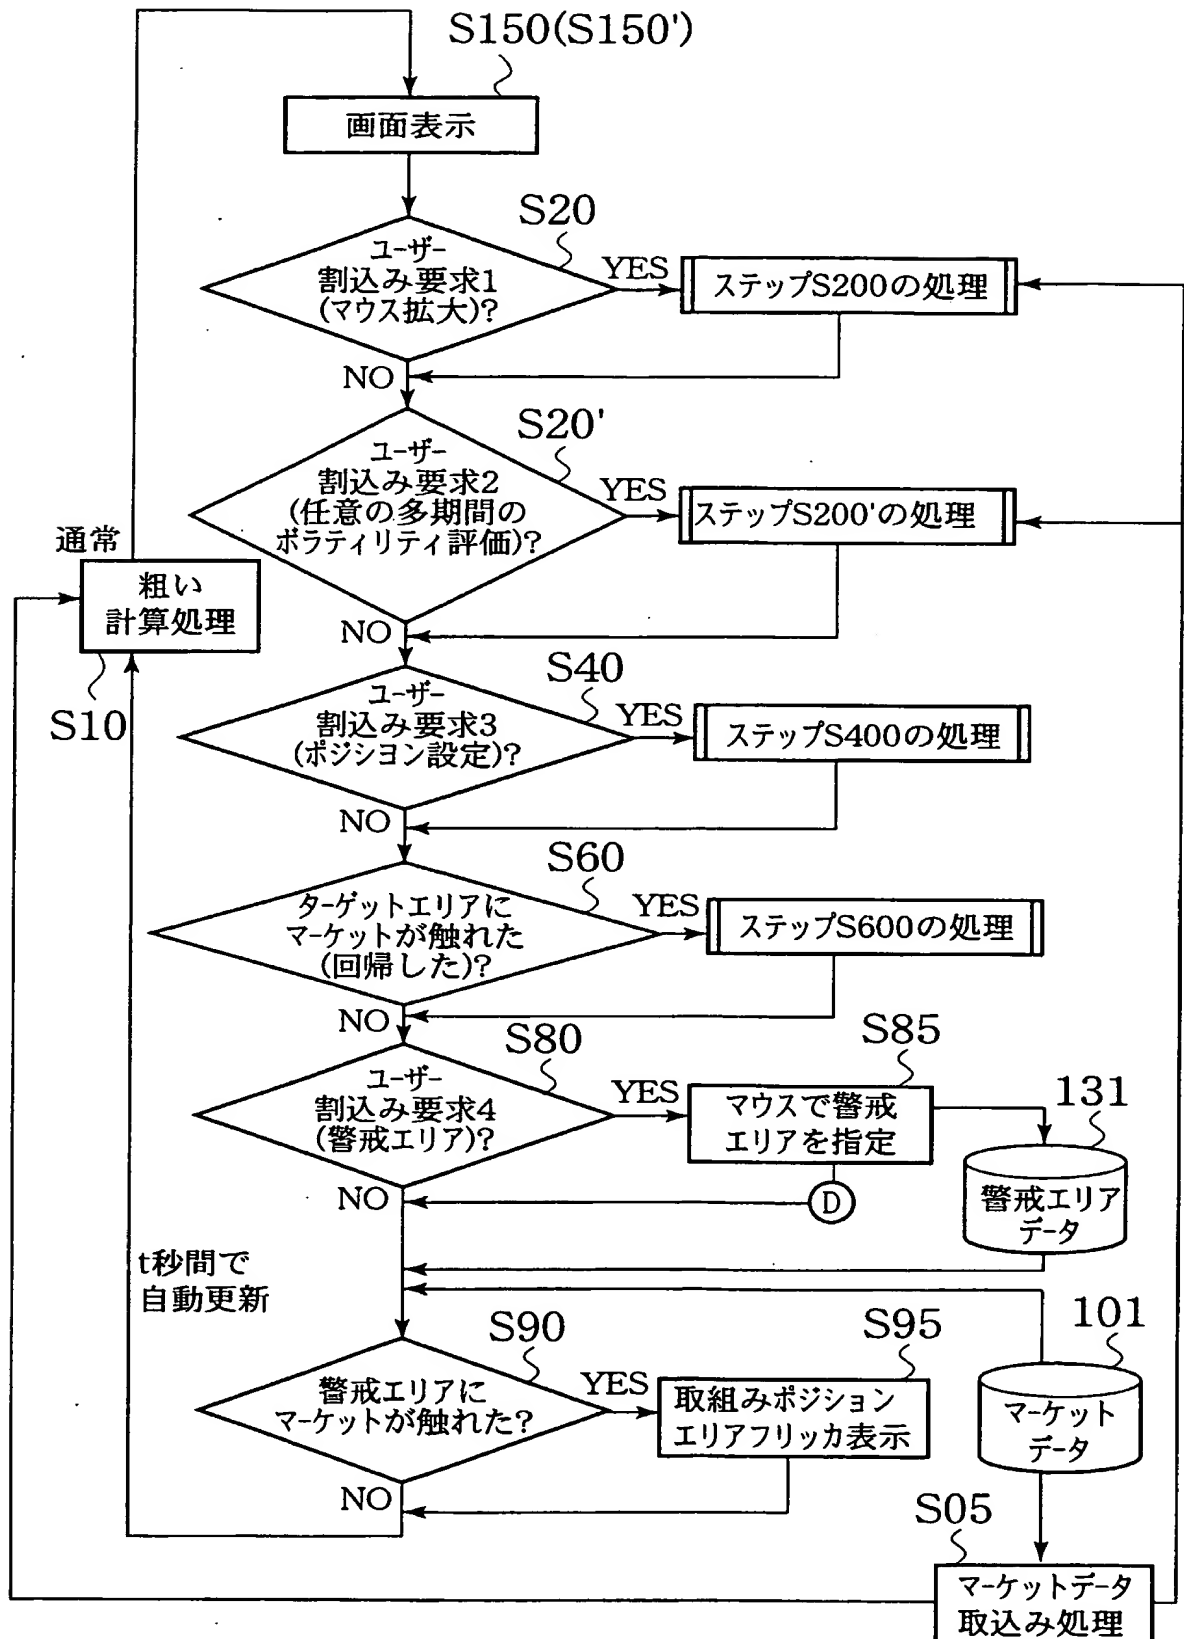 S150(S150')
画面表示
S20
ユーザー
割込み要求1
(マウス拡大)?
YES
ステップS200の処理
NO
S20'
ユーザー
割込み要求2
(任意の多期間の
ボラティリティ評価)?
YES
ステップS200'の処理
通常
粗い
計算処理
S10
NO
S40
ユーザー
割込み要求3
(ポジション設定)?
YES
ステップS400の処理
NO
S60
ターゲットエリアに
マーケットが触れた
(回帰した)?
YES
ステップS600の処理
NO
S80
ユーザー
割込み要求4
(警戒エリア)?
YES
S85
マウスで警戒
エリアを指定
131
警戒エリア
データ
NO
D
t秒間で
自動更新
S90
警戒エリアに
マーケットが触れた?
YES
S95
取組みポジション
エリアフリッカ表示
101
マーケット
データ
NO
S05
マーケットデータ
取込み処理